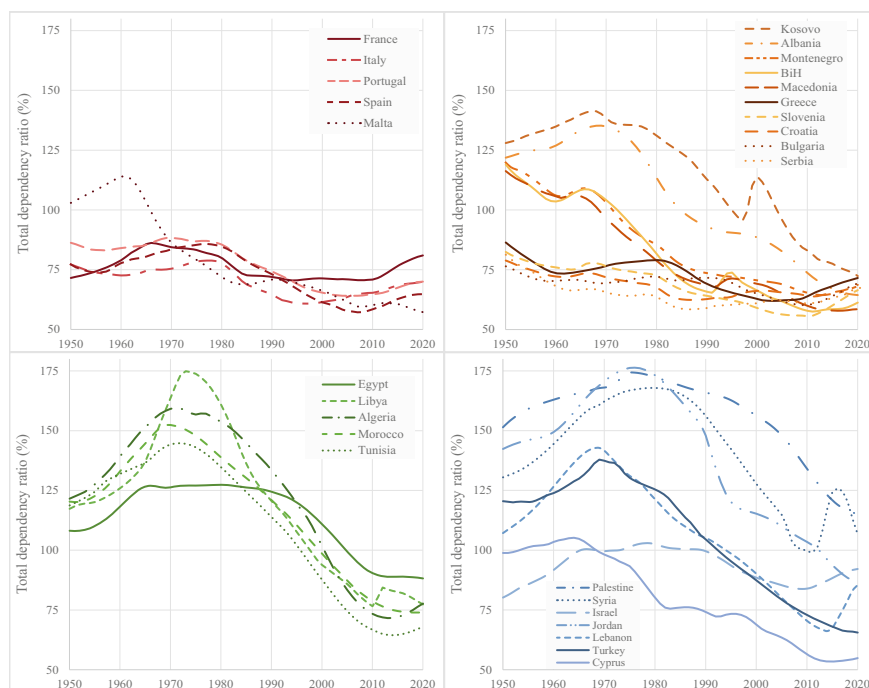 Total dependency ratio (%)
175
150
125
100
75
50
1950 1960 1970 1980 1990 2000 2010 2020
France
Italy
Portugal
Spain
Malta
Total dependency ratio (%)
175
150
125
100
75
50
1950 1960 1970 1980 1990 2000 2010 2020
Kosovo
Albania
Montenegro
BiH
Macedonia
Greece
Slovenia
Croatia
Bulgaria
Serbia
Total dependency ratio (%)
175
150
125
100
75
50
1950 1960 1970 1980 1990 2000 2010 2020
Egypt
Libya
Algeria
Morocco
Tunisia
Total dependency ratio (%)
175
150
125
100
75
50
1950 1960 1970 1980 1990 2000 2010 2020
Palestine
Syria
Israel
Jordan
Lebanon
Turkey
Cyprus